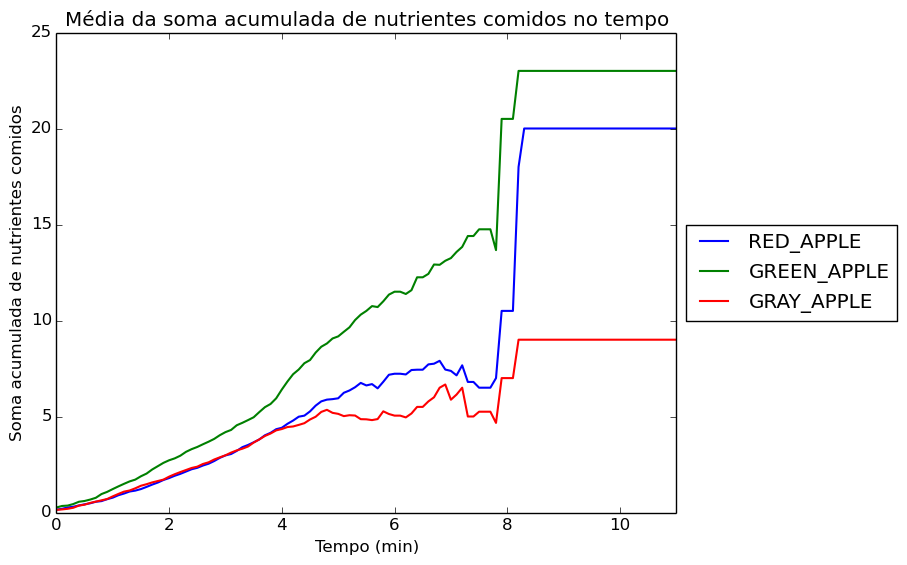 Média da soma acumulada de nutrientes comidos no tempo
25
20
15
10
5
0
Soma acumulada de nutrientes comidos
0 2 4 6 8 10
Tempo (min)
RED_APPLE
GREEN_APPLE
GRAY_APPLE